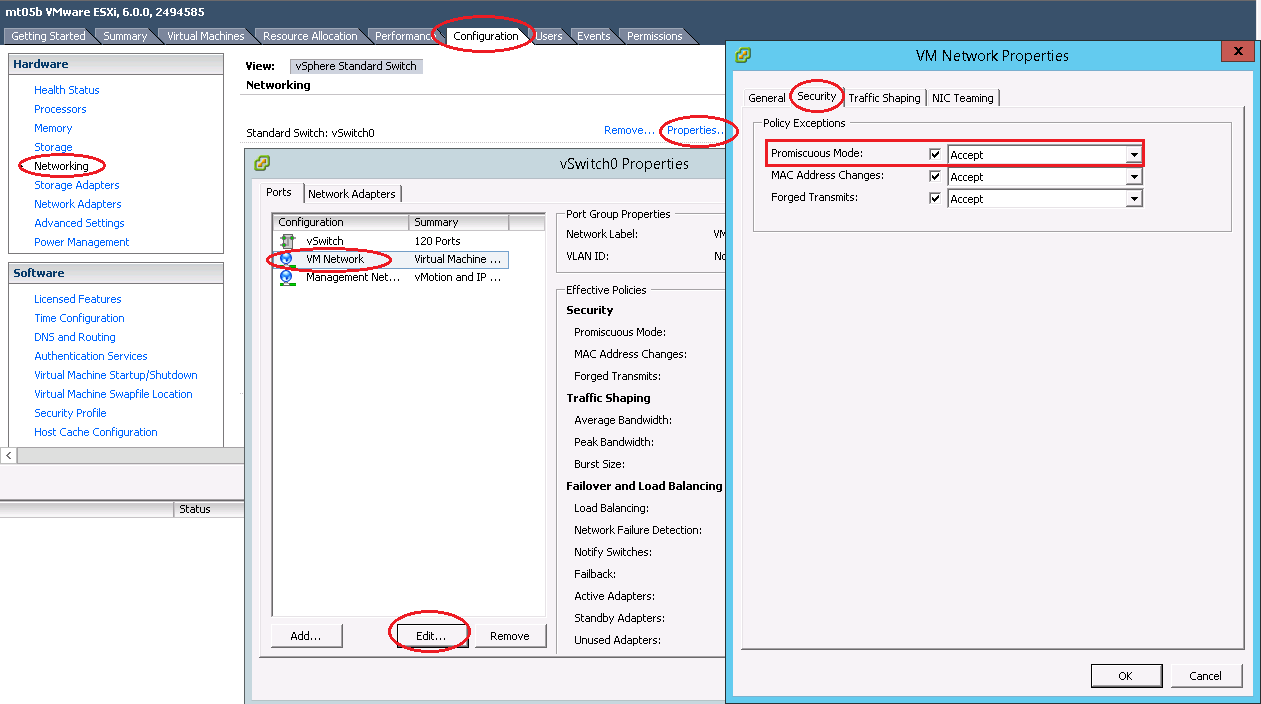 mt05b VMware ESXi, 6.0.0, 2494585
Getting Started Summary Virtual Machines Resource Allocation Performance Configuration Users Events Permissions
Hardware
Health Status
Processors
Memory
Storage
Networking
Storage Adapters
Network Adapters
Advanced Settings
Power Management
Software
Licensed Features
Time Configuration
DNS and Routing
Authentication Services
Virtual Machine Startup/Shutdown
Virtual Machine Swapfile Location
Security Profile
Host Cache Configuration
Status
View: vSphere Standard Switch
Networking
Standard Switch: vSwitch0 Remove... Properties...
vSwitch0 Properties
Ports Network Adapters
Configuration Summary
vSwitch 120 Ports
VM Network Virtual Machine ...
Management Net... vMotion and IP ...
Add... Edit... Remove
Port Group Properties
Network Label: VM
VLAN ID: No
Effective Policies
Security
Promiscuous Mode:
MAC Address Changes:
Forged Transmits:
Traffic Shaping
Average Bandwidth:
Peak Bandwidth:
Burst Size:
Failover and Load Balancing
Load Balancing:
Network Failure Detection:
Notify Switches:
Failback:
Active Adapters:
Standby Adapters:
Unused Adapters:
VM Network Properties
General Security Traffic Shaping NIC Teaming
Policy Exceptions
Promiscuous Mode: Accept
MAC Address Changes: Accept
Forged Transmits: Accept
OK Cancel